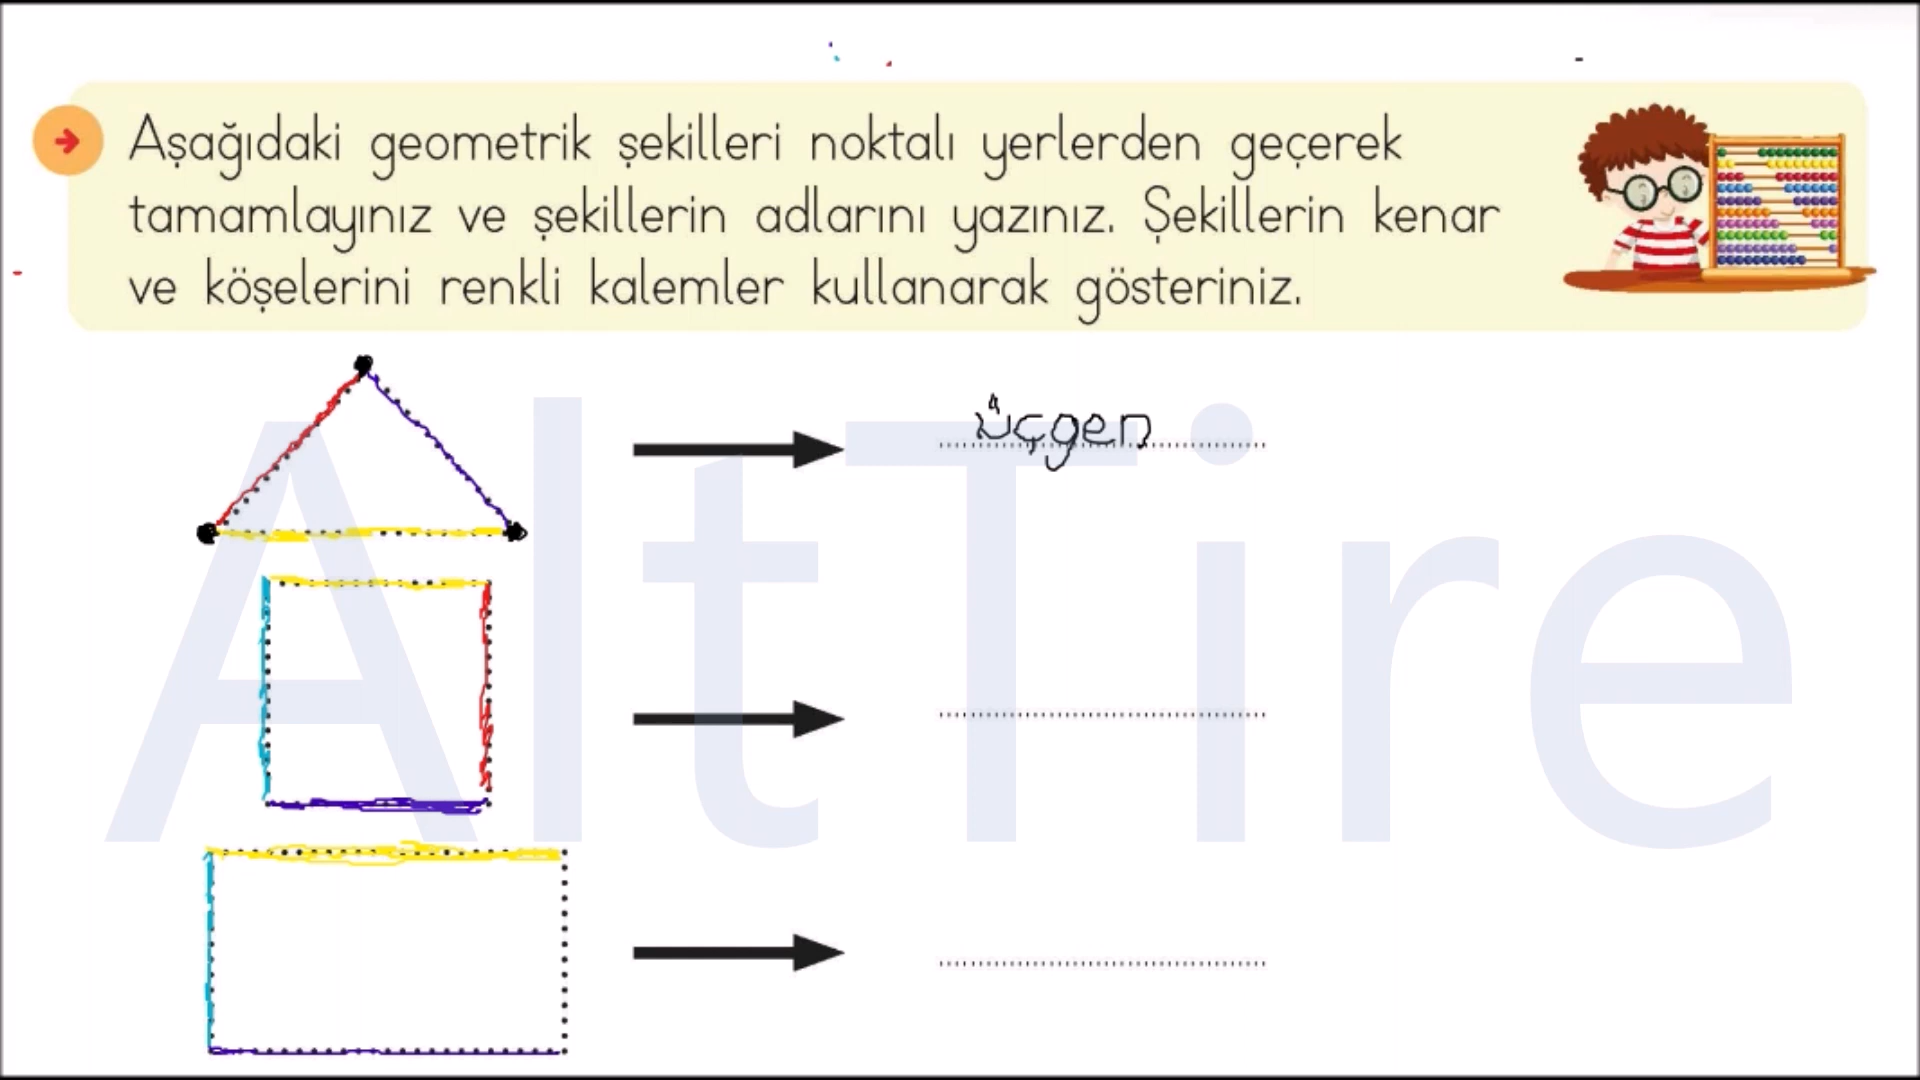 Aşağıdaki geometrik şekilleri noktalı yerlerden geçerek
tamamlayınız ve şekillerin adlarını yazınız. Şekillerin kenar
ve köşelerini renkli kalemler kullanarak gösteriniz.
üçgen
AltTire